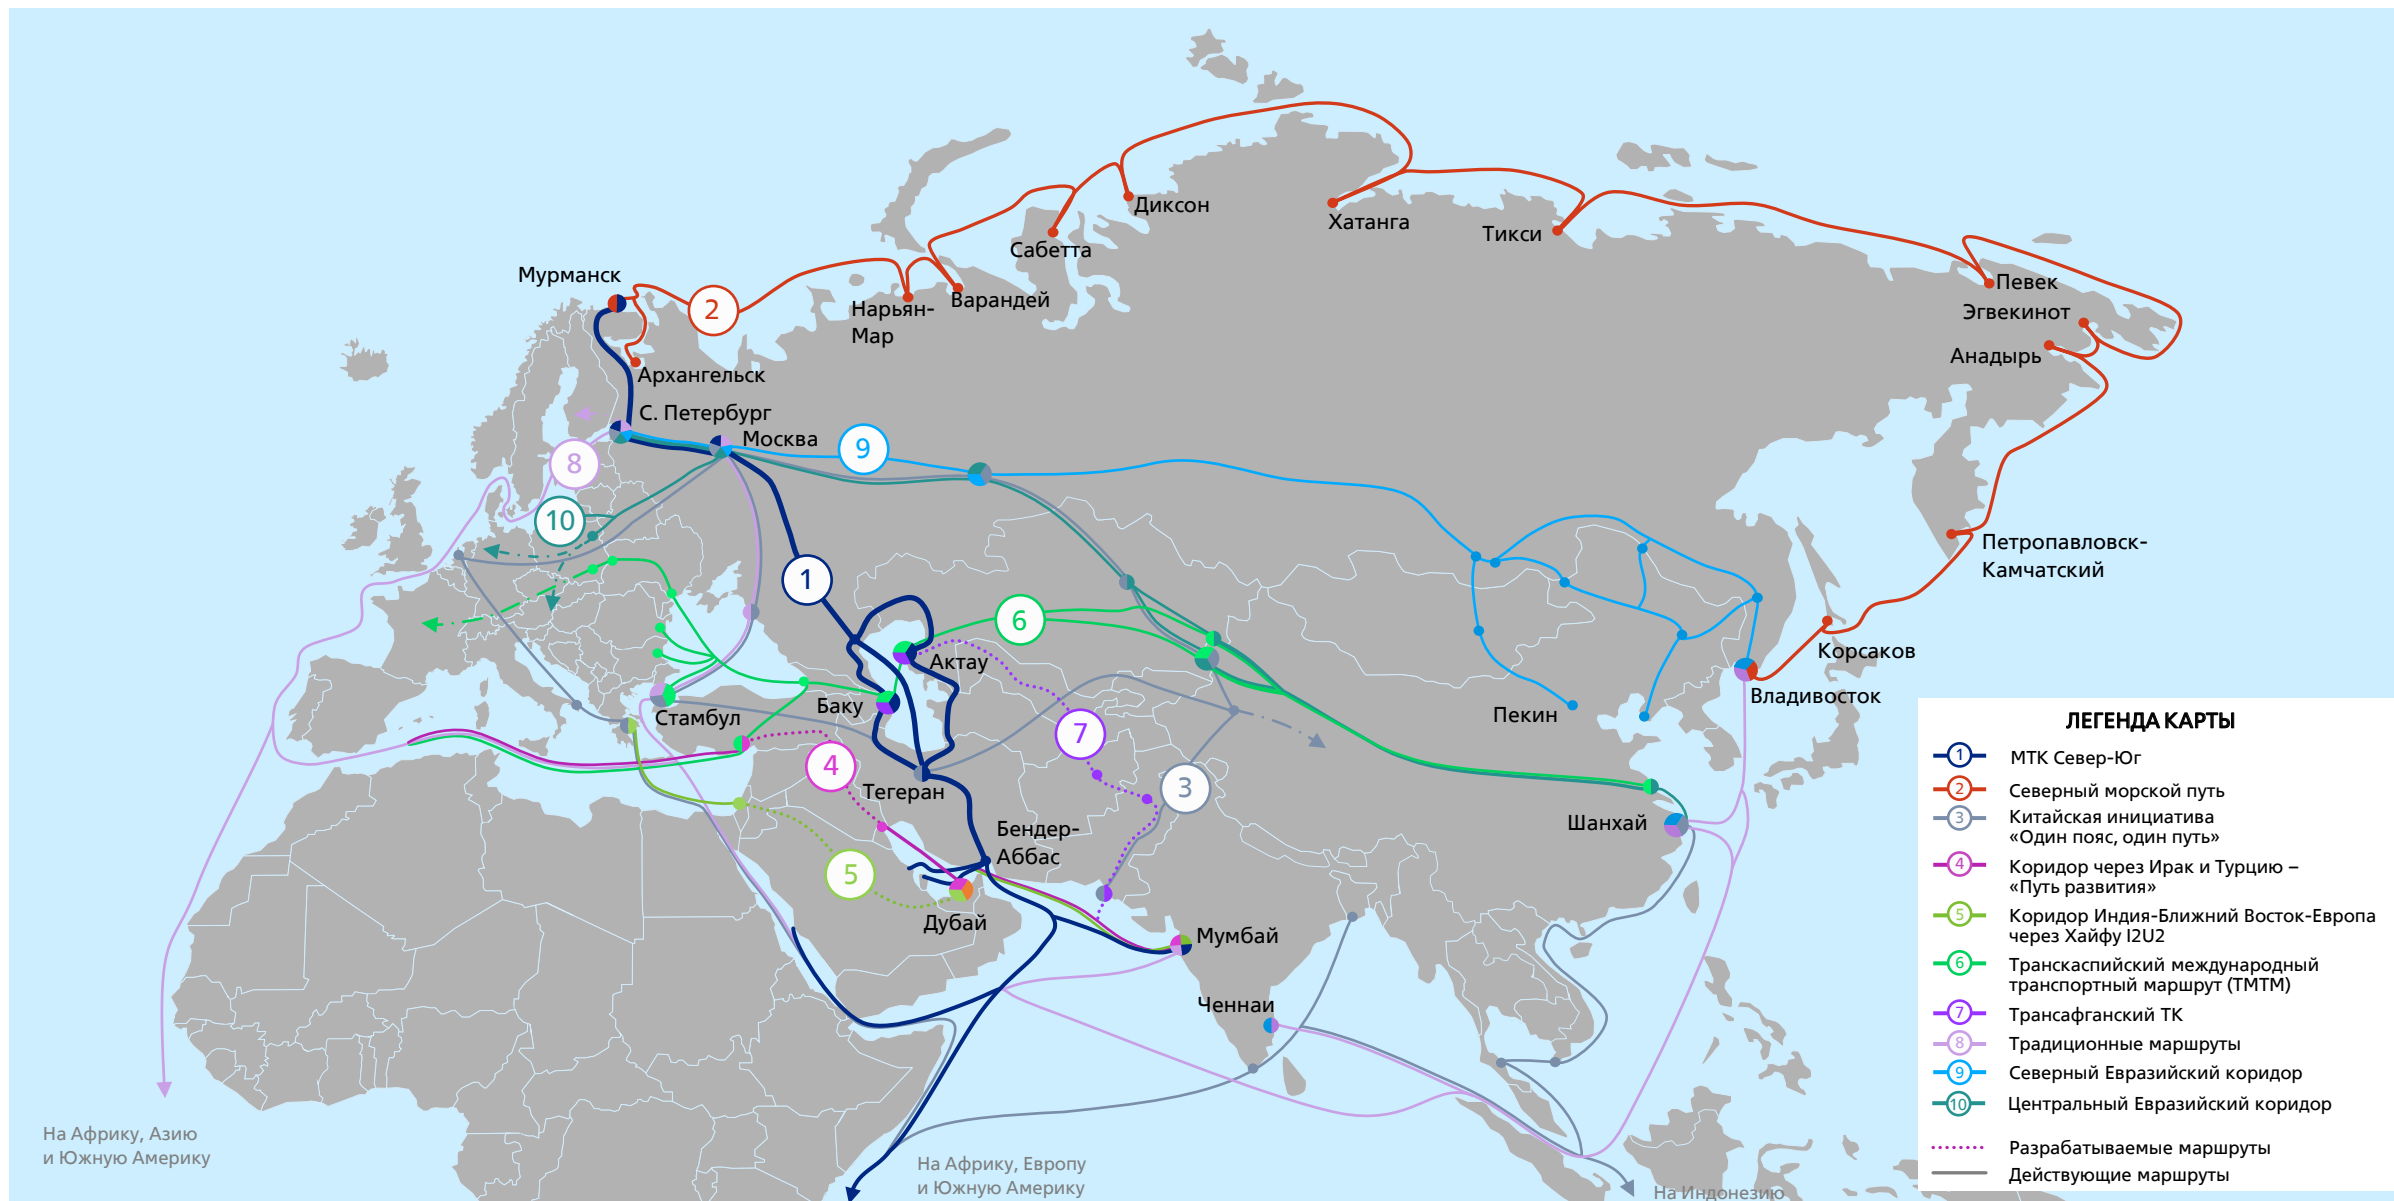 Диксон
Хатанга
Тикси
Сабетта
Мурманск
2
Нарьян-
Мар
Варандей
Певек
Эгвекинот
Анадырь
Архангельск
С. Петербург
Москва
9
8
10
Петропавловск-
Камчатский
1
6
Актау
Корсаков
Владивосток
Баку
Стамбул
Пекин
7
4
Тегеран
3
Шанхай
Бендер-
Аббас
5
Дубай
Мумбай
Ченнаи
На Африку, Азию
и Южную Америку
На Африку, Европу
и Южную Америку
На Индонезию
ЛЕГЕНДА КАРТЫ
1 МТК Север-Юг
2 Северный морской путь
3 Китайская инициатива
«Один пояс, один путь»
4 Коридор через Ирак и Турцию –
«Путь развития»
5 Коридор Индия-Ближний Восток-Европа
через Хайфу I2U2
6 Транскаспийский международный
транспортный маршрут (ТМТМ)
7 Трансафганский ТК
8 Традиционные маршруты
9 Северный Евразийский коридор
10 Центральный Евразийский коридор
Разрабатываемые маршруты
Действующие маршруты